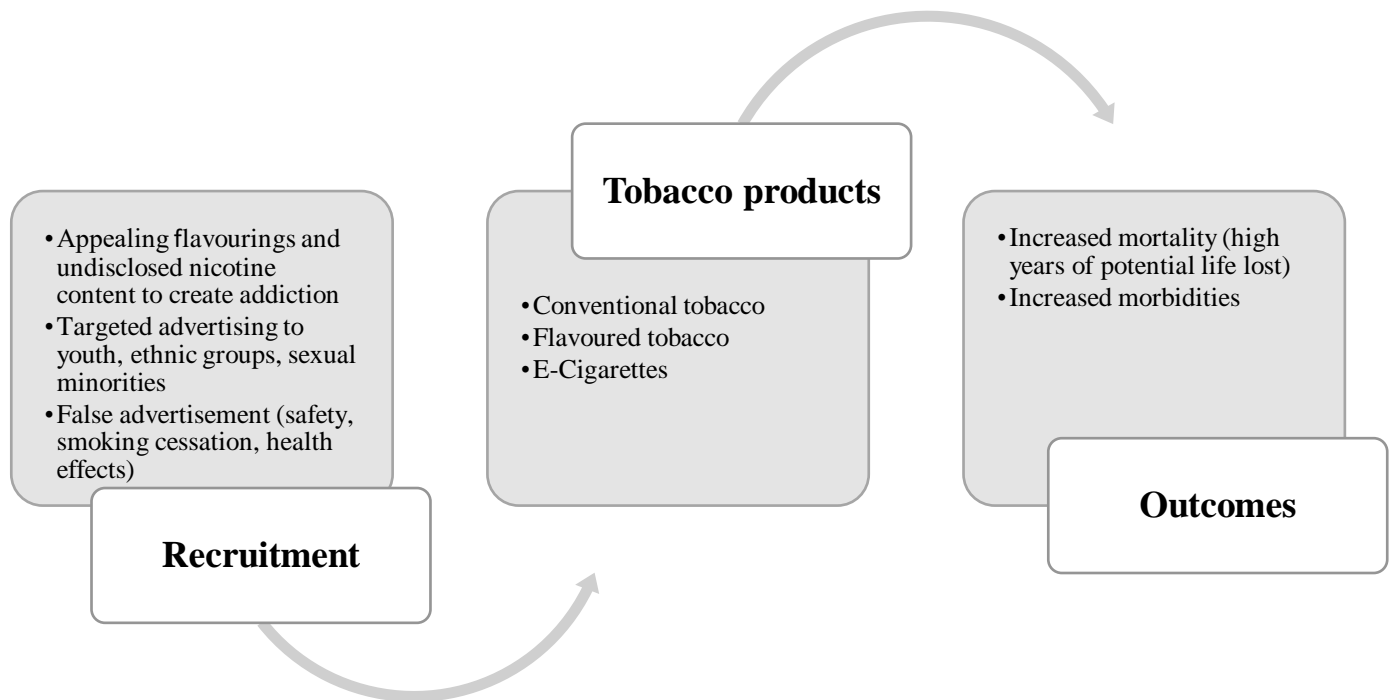 •Appealing flavourings and
undisclosed nicotine
content to create addiction
•Targeted advertising to
youth, ethnic groups, sexual
minorities
•False advertisement (safety,
smoking cessation, health
effects)
Recruitment
Tobacco products
•Conventional tobacco
•Flavoured tobacco
•E-Cigarettes
•Increased mortality (high
years of potential life lost)
•Increased morbidities
Outcomes